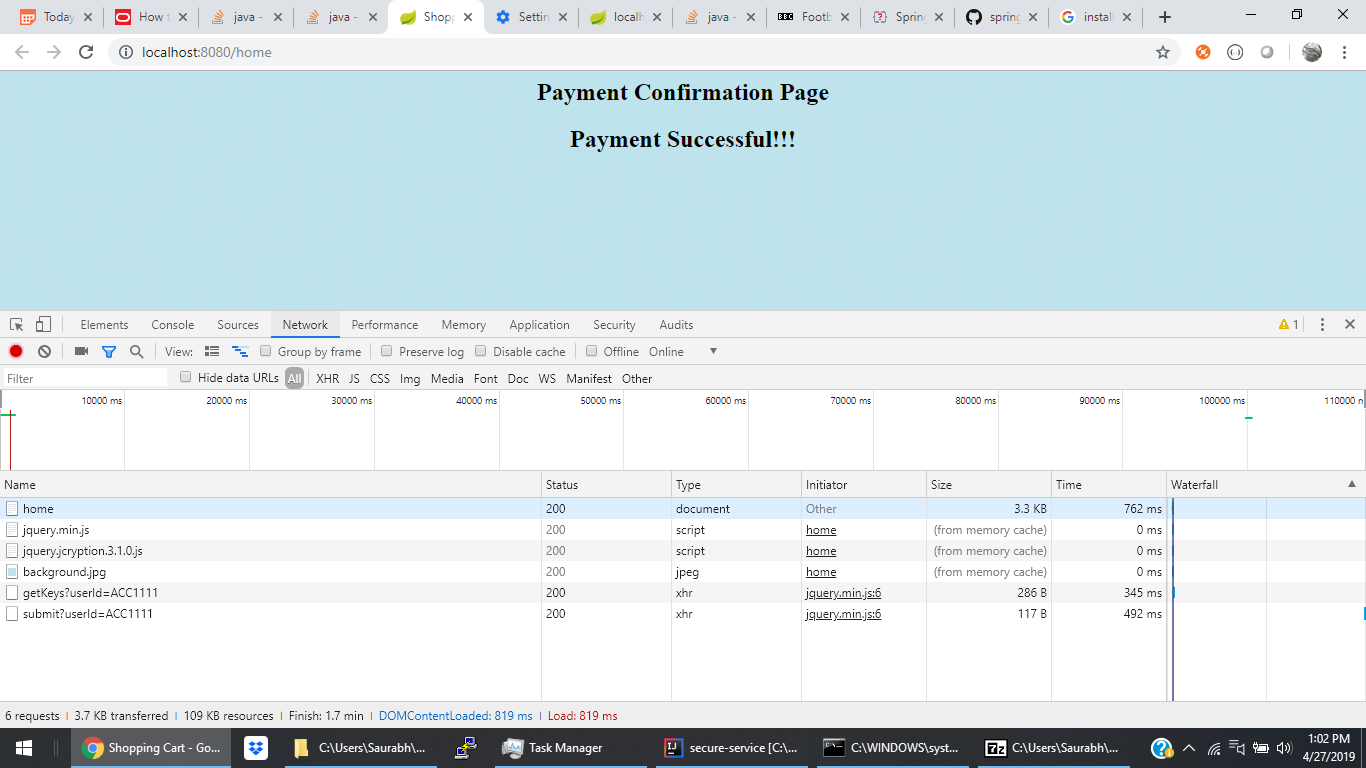 Today How t java - java - Shopp Settin localh java - BBC Footb Spring spring install
localhost:8080/home
Payment Confirmation Page
Payment Successful!!!
Elements Console Sources Network Performance Memory Application Security Audits 1
View: Group by frame Preserve log Disable cache Offline Online
Filter Hide data URLs All XHR JS CSS Img Media Font Doc WS Manifest Other
10000 ms 20000 ms 30000 ms 40000 ms 50000 ms 60000 ms 70000 ms 80000 ms 90000 ms 100000 ms 110000 n
Name Status Type Initiator Size Time Waterfall
home 200 document Other 3.3 KB 762 ms
jquery.min.js 200 script home (from memory cache) 0 ms
jquery.jcryption.3.1.0.js 200 script home (from memory cache) 0 ms
background.jpg 200 jpeg home (from memory cache) 0 ms
getKeys?userId=ACC1111 200 xhr jquery.min.js:6 286 B 345 ms
submit?userId=ACC1111 200 xhr jquery.min.js:6 117 B 492 ms
6 requests 3.7 KB transferred 109 KB resources Finish: 1.7 min DOMContentLoaded: 819 ms Load: 819 ms
Shopping Cart - Go... C:\Users\Saurabh\... Task Manager secure-service [C:\... C:\WINDOWS\syst... C:\Users\Saurabh\... 1:02 PM
4/27/2019